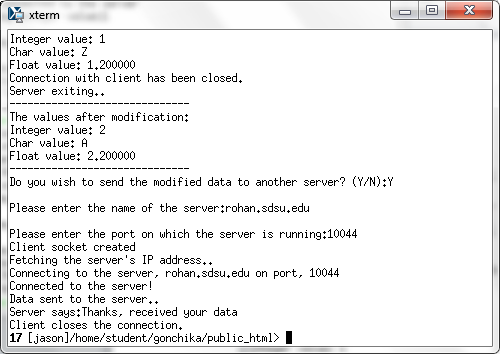 xterm
Integer value: 1
Char value: Z
Float value: 1.200000
Connection with client has been closed.
Server exiting..
------------------------------
The values after modification:
Integer value: 2
Char value: A
Float value: 2.200000
------------------------------
Do you wish to send the modified data to another server? (Y/N):Y
Please enter the name of the server:rohan.sdsu.edu
Please enter the port on which the server is running:10044
Client socket created
Fetching the server's IP address..
Connecting to the server, rohan.sdsu.edu on port, 10044
Connected to the server!
Data sent to the server..
Server says:Thanks, received your data
Client closes the connection.
17 [jason]/home/student/gonchika/public_html>